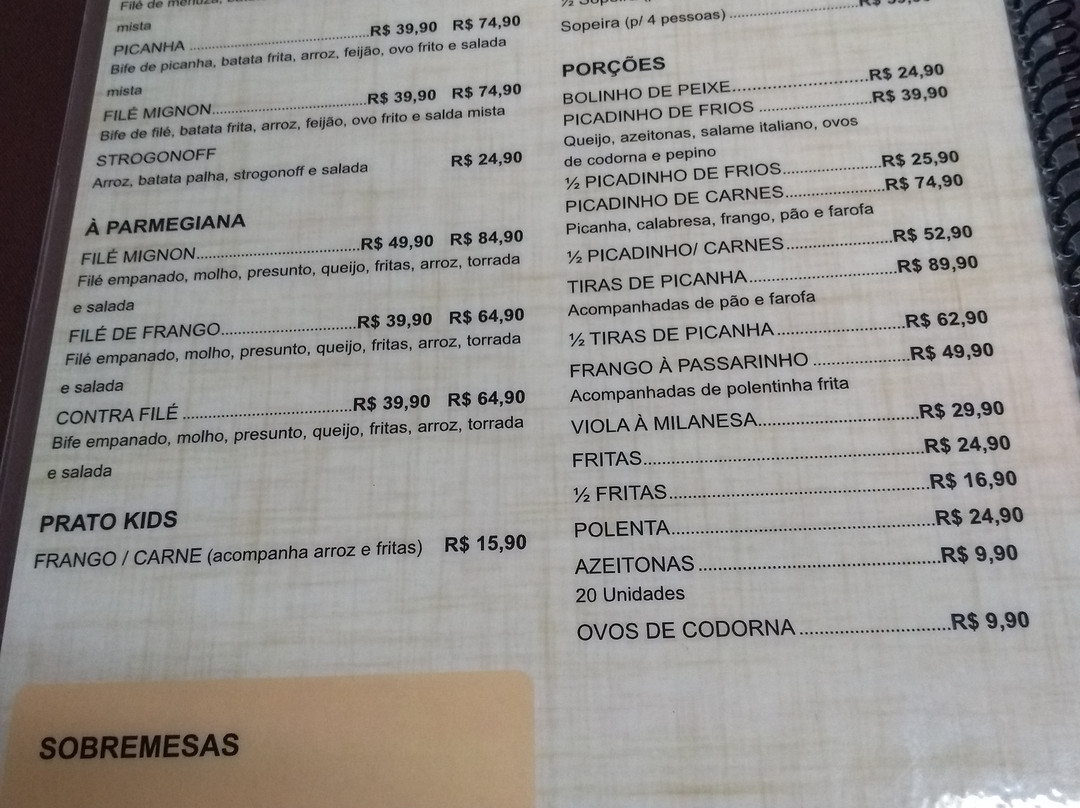 Filé de
mista
PICANHA ........................................R$ 39,90 R$ 74,90
Bife de picanha, batata frita, arroz, feijão, ovo frito e salada
mista
FILÉ MIGNON..................................R$ 39,90 R$ 74,90
Bife de filé, batata frita, arroz, feijão, ovo frito e salda mista
STROGONOFF R$ 24,90
Arroz, batata palha, strogonoff e salada
À PARMEGIANA
FILÉ MIGNON....................................R$ 49,90 R$ 84,90
Filé empanado, molho, presunto, queijo, fritas, arroz, torrada
e salada
FILÉ DE FRANGO..............................R$ 39,90 R$ 64,90
Filé empanado, molho, presunto, queijo, fritas, arroz, torrada
e salada
CONTRA FILÉ ....................................R$ 39,90 R$ 64,90
Bife empanado, molho, presunto, queijo, fritas, arroz, torrada
e salada
PRATO KIDS
FRANGO / CARNE (acompanha arroz e fritas) R$ 15,90
SOBREMESAS
½
Sopeira (p/ 4 pessoas) ............................R$
PORÇÕES
BOLINHO DE PEIXE............................R$ 24,90
PICADINHO DE FRIOS ........................R$ 39,90
Queijo, azeitonas, salame italiano, ovos
de codorna e pepino
½ PICADINHO DE FRIOS.....................R$ 25,90
PICADINHO DE CARNES.....................R$ 74,90
Picanha, calabresa, frango, pão e farofa
½ PICADINHO/ CARNES......................R$ 52,90
TIRAS DE PICANHA.............................R$ 89,90
Acompanhadas de pão e farofa
½ TIRAS DE PICANHA.........................R$ 62,90
FRANGO À PASSARINHO ...................R$ 49,90
Acompanhadas de polentinha frita
VIOLA À MILANESA..............................R$ 29,90
FRITAS...................................................R$ 24,90
½ FRITAS...............................................R$ 16,90
POLENTA...............................................R$ 24,90
AZEITONAS...........................................R$ 9,90
20 Unidades
OVOS DE CODORNA...........................R$ 9,90